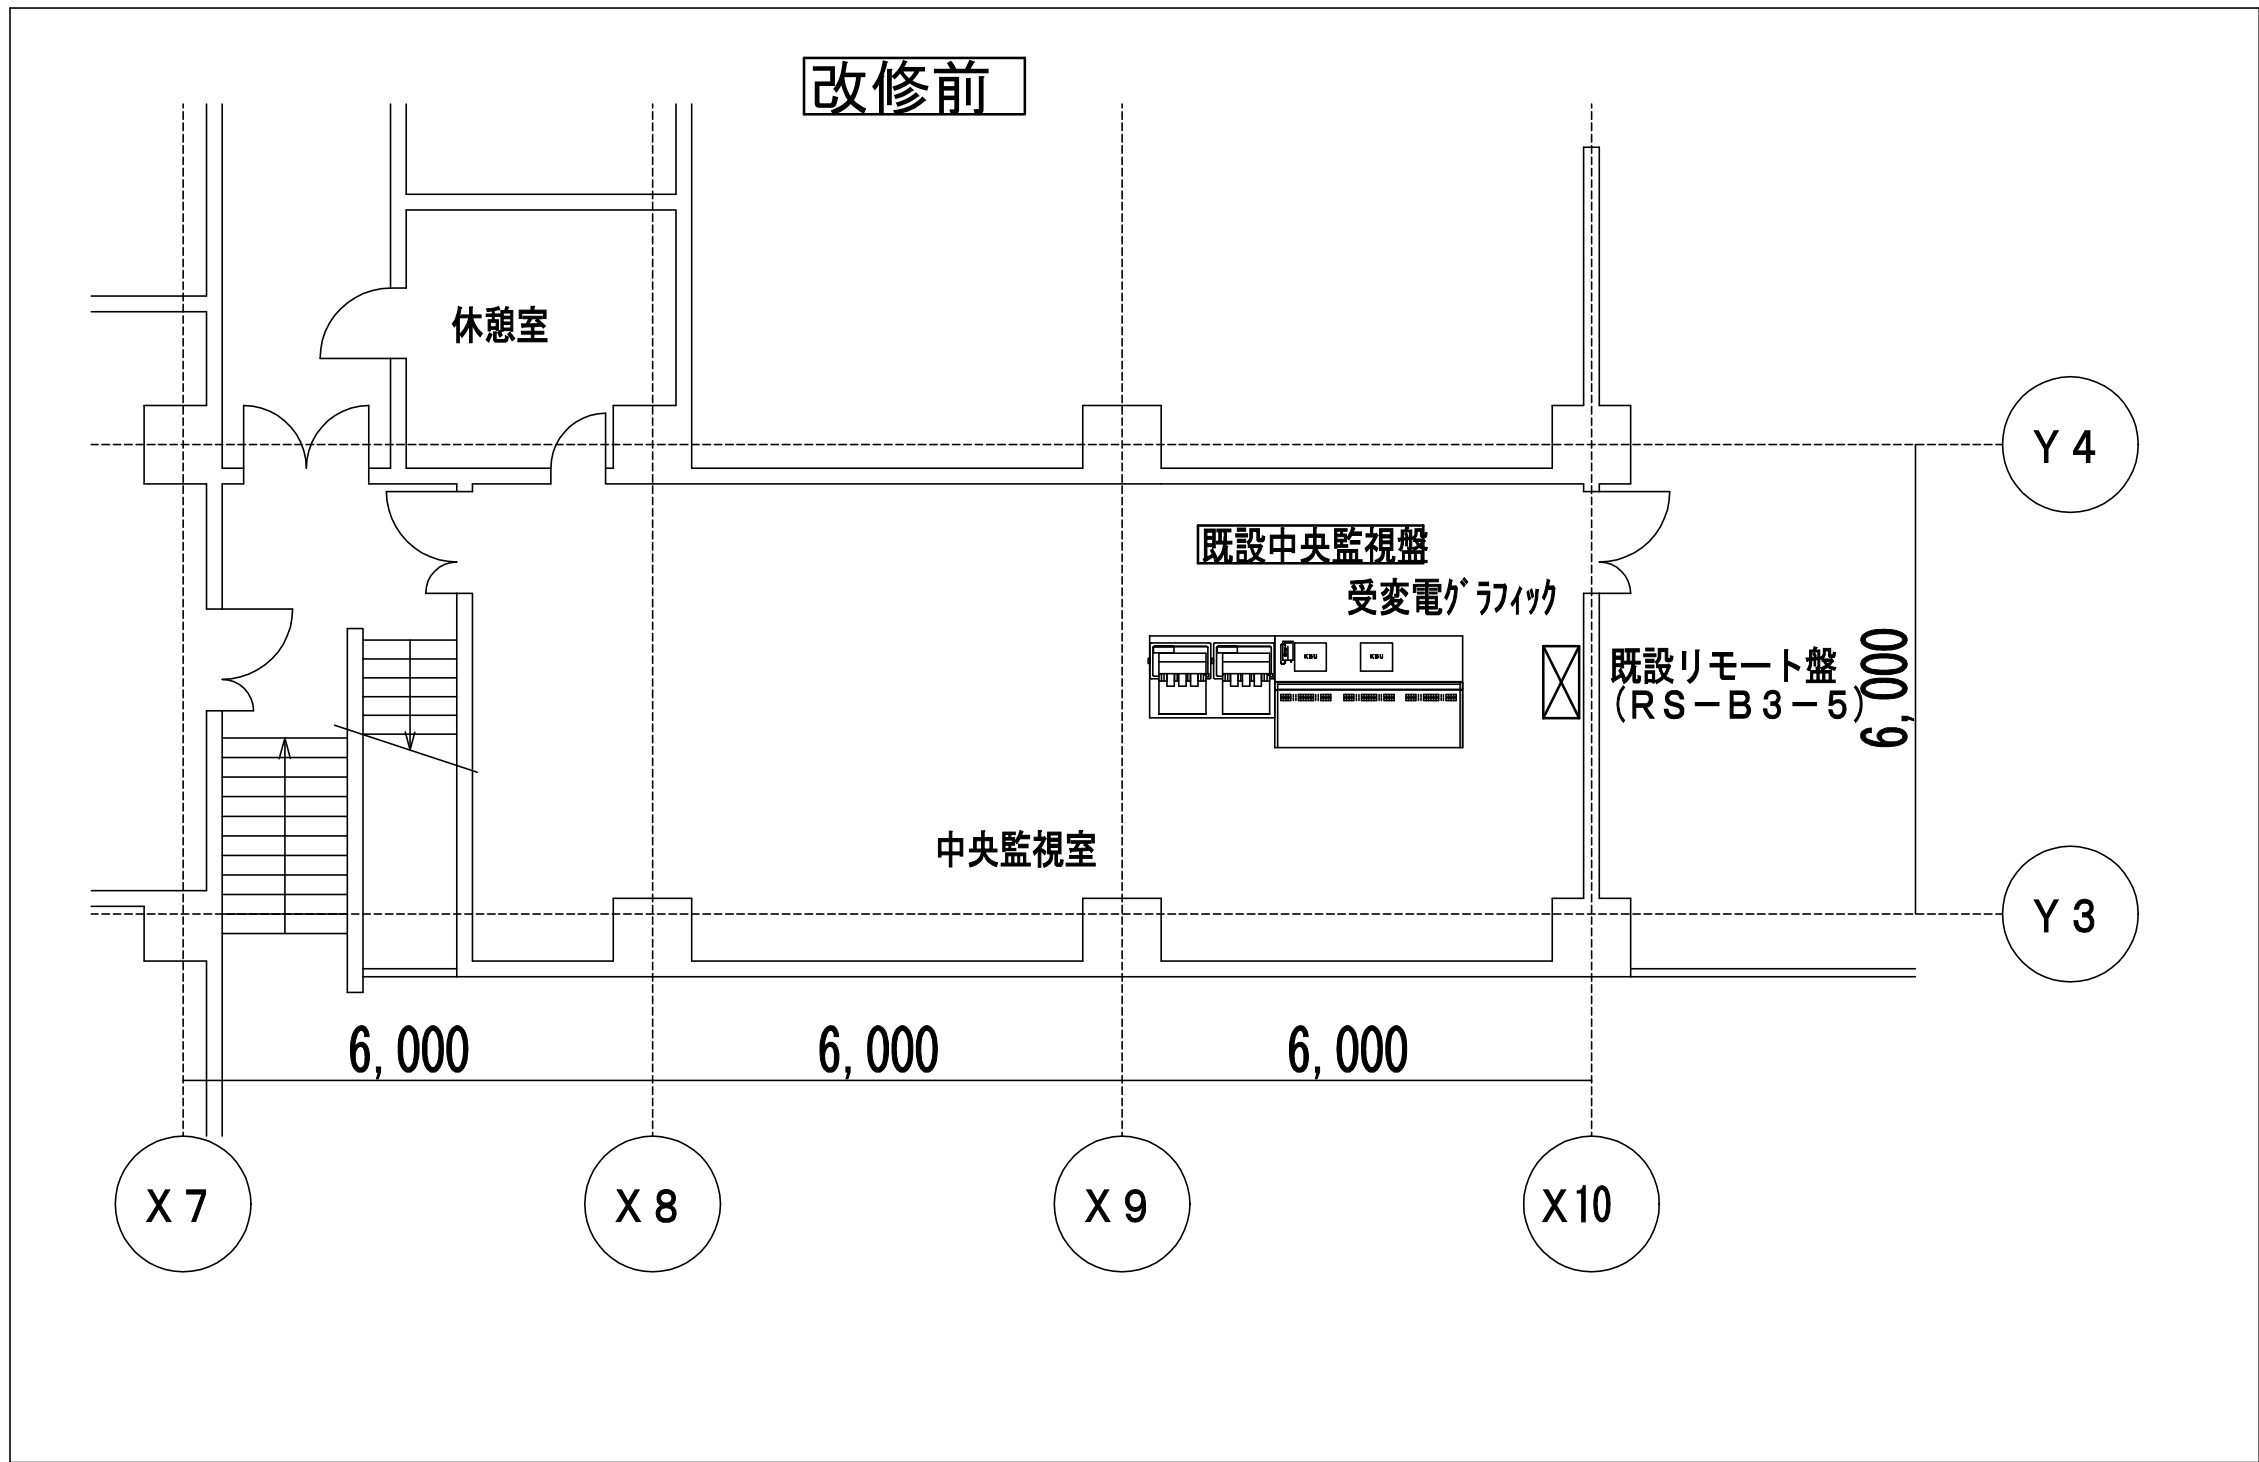 改修前
休憩室
Y4
既設中央監視盤
受変電グラフィック
KBU
KBU
既設リモート盤
(RS-B3-5)
6,000
中央監視室
Y3
6,000
6,000
6,000
X7
X8
X9
X10